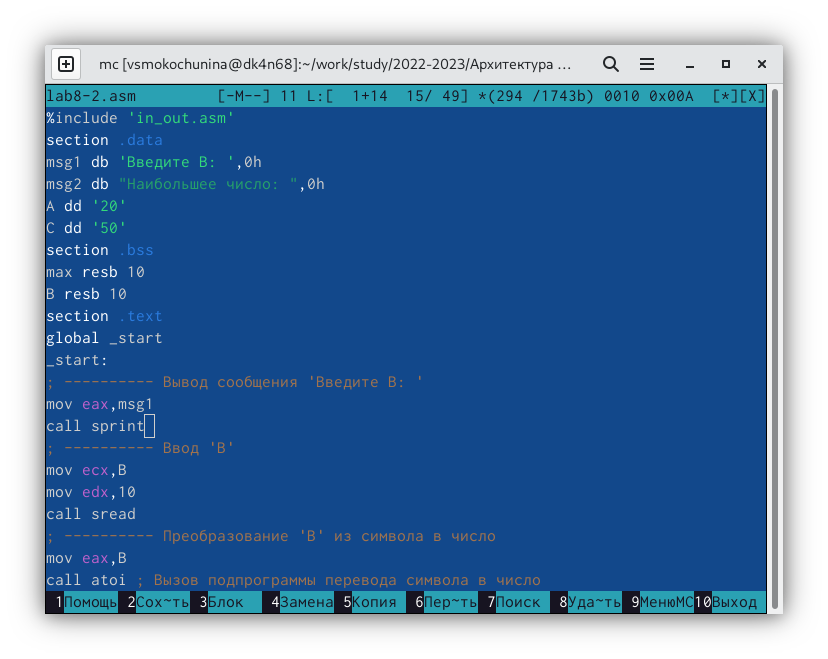 mc [vsmokochunina@dk4n68]:~/work/study/2022-2023/Архитектура ...
lab8-2.asm [-M--] 11 L:[ 1+14 15/ 49] *(294 /1743b) 0010 0x00A [*][X]
%include 'in_out.asm'
section .data
msg1 db 'Введите B: ',0h
msg2 db "Наибольшее число: ",0h
A dd '20'
C dd '50'
section .bss
max resb 10
B resb 10
section .text
global _start
_start:
; ---------- Вывод сообщения 'Введите B: '
mov eax,msg1
call sprint
; ---------- Ввод 'B'
mov ecx,B
mov edx,10
call sread
; ---------- Преобразование 'B' из символа в число
mov eax,B
call atoi ; Вызов подпрограммы перевода символа в число
1Помощь 2Сох~ть 3Блок 4Замена 5Копия 6Пер~ть 7Поиск 8Уда~ть 9МенюMC 10Выход